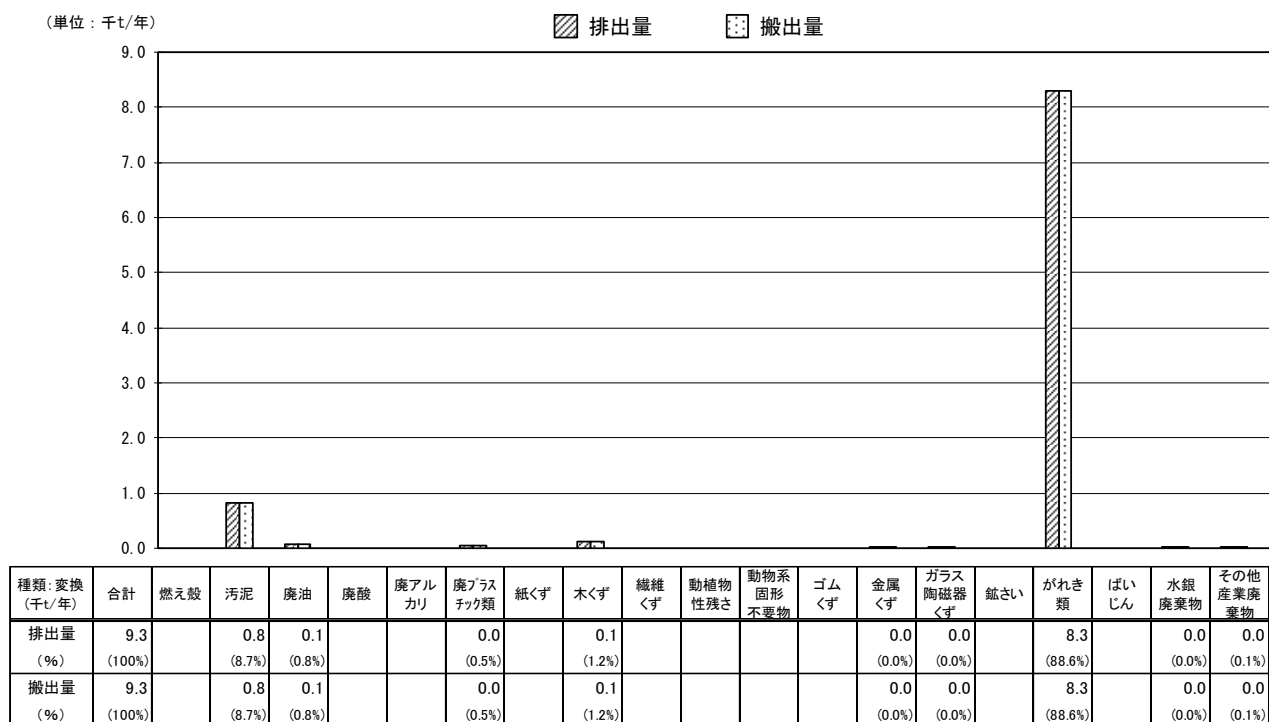 （単位：千t/年）
排出量 搬出量
9.0
8.0
7.0
6.0
5.0
4.0
3.0
2.0
1.0
0.0
種類:変換 (千t/年) 合計 燃え殻 汚泥 廃油 廃酸 廃アルカリ 廃プラスチック類 紙くず 木くず 繊維くず 動植物性残さ 動物系固形不要物 ゴムくず 金属くず ガラス陶磁器くず 鉱さい がれき類 ばいじん 水銀廃棄物 その他産業廃棄物
排出量 9.3 0.8 0.1 0.0 0.1 0.0 0.0 8.3 0.0 0.0
（%） (100%) (8.7%) (0.8%) (0.5%) (1.2%) (0.0%) (0.0%) (88.6%) (0.0%) (0.1%)
搬出量 9.3 0.8 0.1 0.0 0.1 0.0 0.0 8.3 0.0 0.0
（%） (100%) (8.7%) (0.8%) (0.5%) (1.2%) (0.0%) (0.0%) (88.6%) (0.0%) (0.1%)